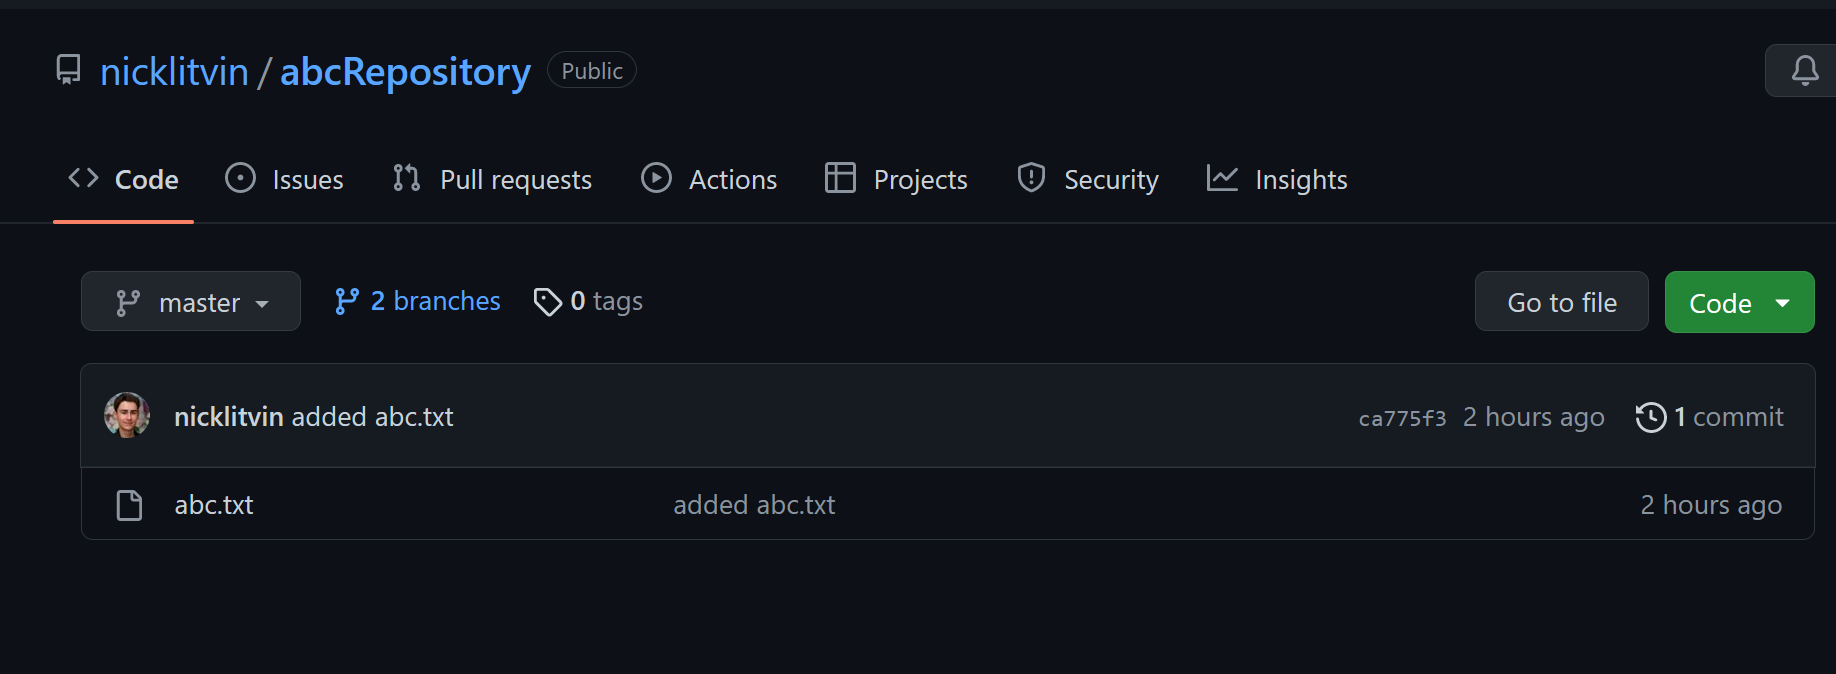 nicklitvin / abcRepository Public
Code Issues Pull requests Actions Projects Security Insights
master 2 branches 0 tags Go to file Code
nicklitvin added abc.txt ca775f3 2 hours ago 1 commit
abc.txt added abc.txt 2 hours ago